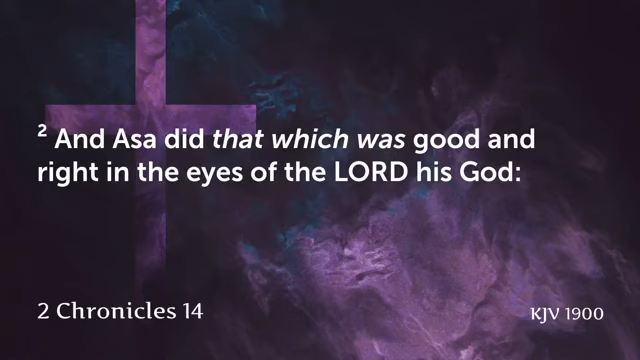 ² And Asa did that which was good and
right in the eyes of the LORD his God:
2 Chronicles 14
KJV 1900